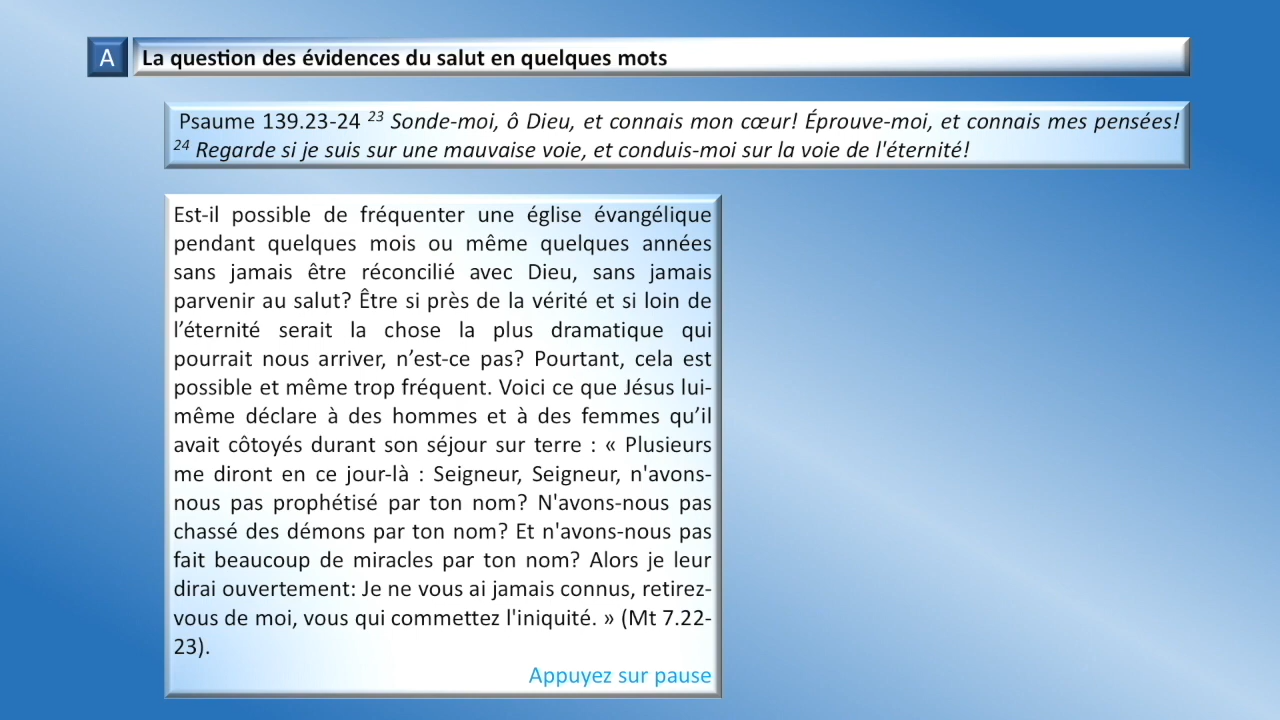 A
La question des évidences du salut en quelques mots
Psaume 139.23-24 ²³ Sonde-moi, ô Dieu, et connais mon cœur! Éprouve-moi, et connais mes pensées!
²⁴ Regarde si je suis sur une mauvaise voie, et conduis-moi sur la voie de l'éternité!
Est-il possible de fréquenter une église évangélique
pendant quelques mois ou même quelques années
sans jamais être réconcilié avec Dieu, sans jamais
parvenir au salut? Être si près de la vérité et si loin de
l’éternité serait la chose la plus dramatique qui
pourrait nous arriver, n’est-ce pas? Pourtant, cela est
possible et même trop fréquent. Voici ce que Jésus lui-
même déclare à des hommes et à des femmes qu’il
avait côtoyés durant son séjour sur terre : « Plusieurs
me diront en ce jour-là : Seigneur, Seigneur, n'avons-
nous pas prophétisé par ton nom? N'avons-nous pas
chassé des démons par ton nom? Et n'avons-nous pas
fait beaucoup de miracles par ton nom? Alors je leur
dirai ouvertement: Je ne vous ai jamais connus, retirez-
vous de moi, vous qui commettez l'iniquité. » (Mt 7.22-
23).
Appuyez sur pause